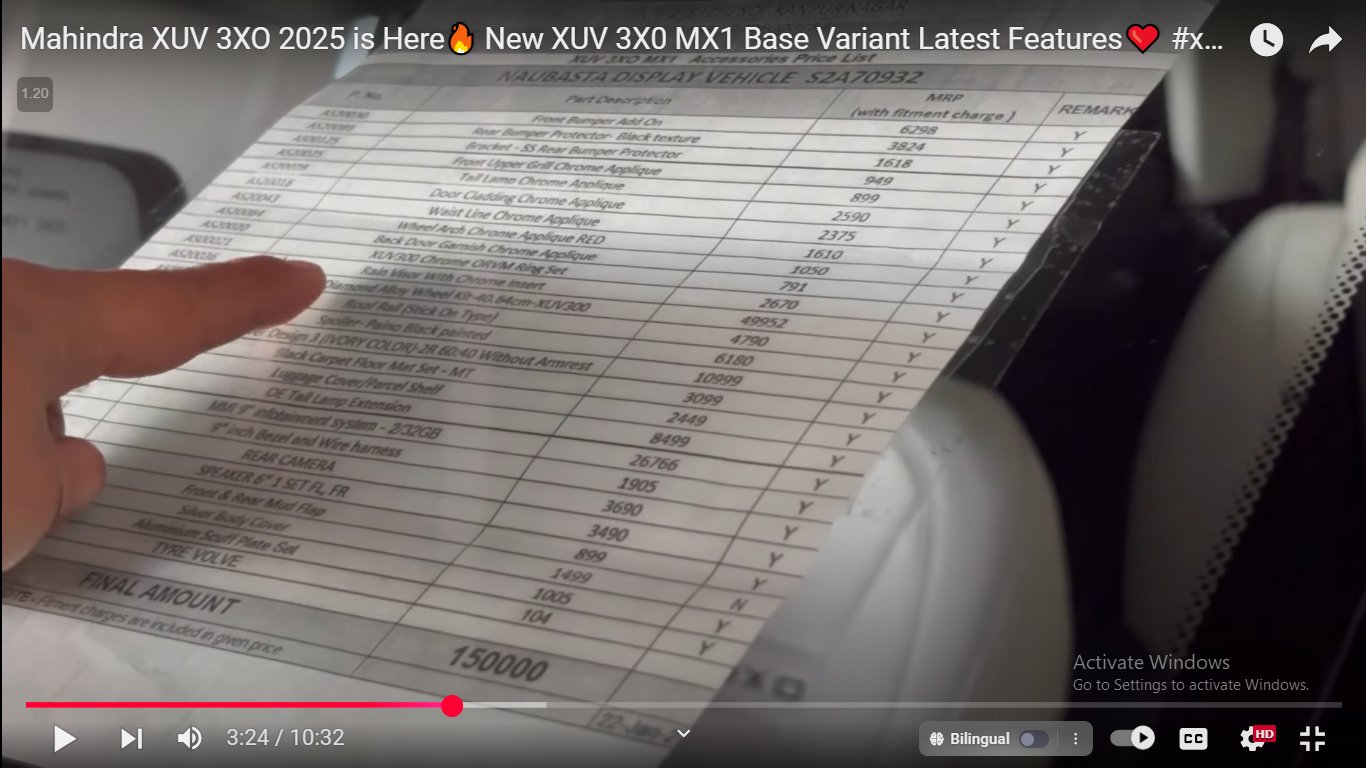 Mahindra XUV 3XO 2025 is Here🔥 New XUV 3X0 MX1 Base Variant Latest Features❤️ #x...
1.20
XUV 3XO MX1 Accessories Price List
NAUBASTA DISPLAY VEHICLE S2A70932
P. No. Part Description MRP (with fitment charge ) REMARK
Front Bumper Add On 6298 Y
Rear Bumper Protector- Black texture 3824 Y
Bracket - SS Rear Bumper Protector 1618 Y
Front Upper Grill Chrome Applique 949 Y
Tail Lamp Chrome Applique 899 Y
Door Cladding Chrome Applique 2590 Y
Waist Line Chrome Applique 2375 Y
Wheel Arch Chrome Applique RED 1610 Y
Back Door Garnish Chrome Applique 1050 Y
XUV300 Chrome ORVM Ring Set 791 Y
Rain Visor With Chrome Insert 2670 Y
Diamond Alloy Wheel Kit-40.64cm-XUV300 49952 Y
Roof Rail (Stick On Type) 4790 Y
Spoiler- Paino Black painted 6180 Y
Design 3 (IVORY COLOR)-2R 60:40 Without Armrest 10999 Y
Black Carpet Floor Mat Set - MT 3099 Y
Luggage Cover/Parcel Shelf 2449 Y
OE Tail Lamp Extension 8499 Y
MMI 9" infotainment system - 2/32GB 26766 Y
9" inch Bezel and Wire harness 1905 Y
REAR CAMERA 3690 Y
SPEAKER 6" 1 SET FL, FR 3490 Y
Front & Rear Mud Flap 899 Y
Silver Body Cover 1499 N
Aluminium Scuff Plate Set 1005 Y
TYRE VOLVE 104 Y
FINAL AMOUNT 150000
Fitment charges are included in given price
22-Jan-
Activate Windows
Go to Settings to activate Windows.
3:24 / 10:32
Bilingual
CC
HD